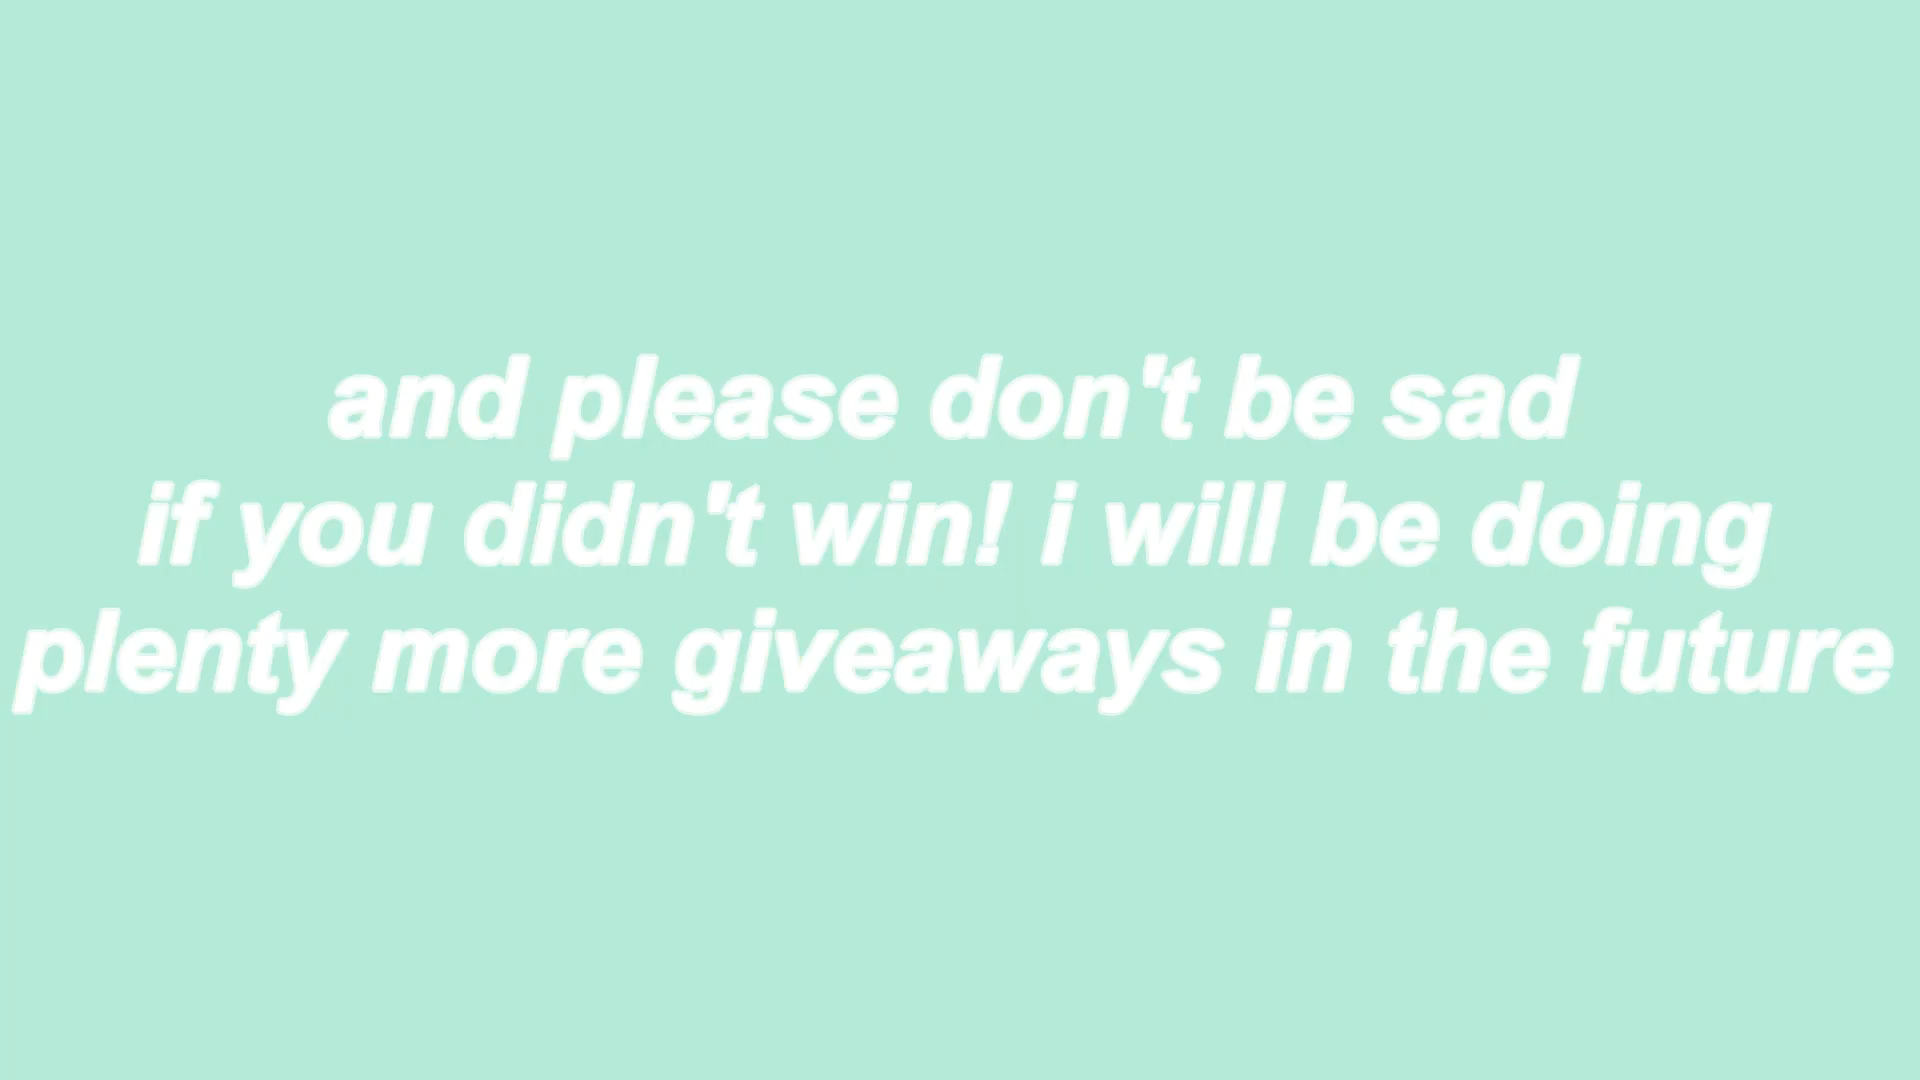 and please don't be sad
if you didn't win! i will be doing
plenty more giveaways in the future